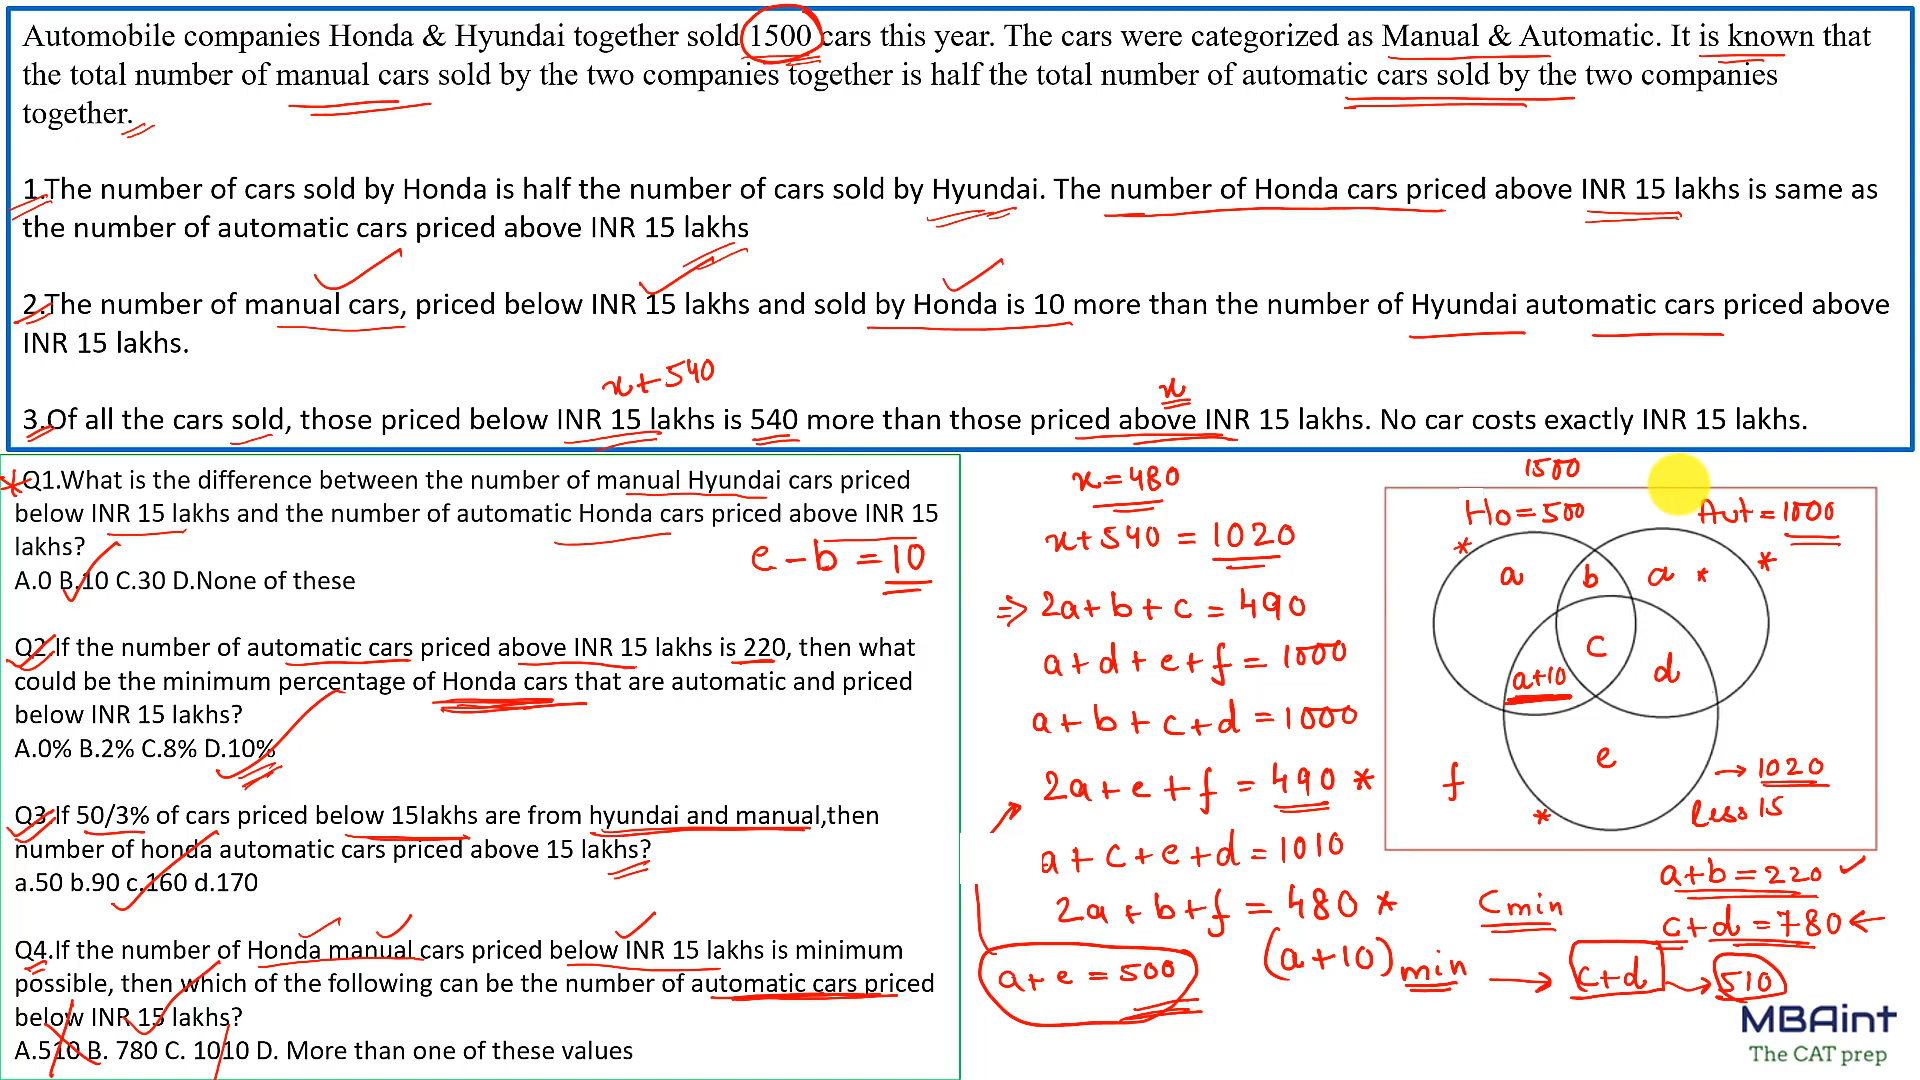 Automobile companies Honda & Hyundai together sold 1500 cars this year. The cars were categorized as Manual & Automatic. It is known that
the total number of manual cars sold by the two companies together is half the total number of automatic cars sold by the two companies
together.
1.The number of cars sold by Honda is half the number of cars sold by Hyundai. The number of Honda cars priced above INR 15 lakhs is same as
the number of automatic cars priced above INR 15 lakhs
2.The number of manual cars, priced below INR 15 lakhs and sold by Honda is 10 more than the number of Hyundai automatic cars priced above
INR 15 lakhs.
x+540
x
3.Of all the cars sold, those priced below INR 15 lakhs is 540 more than those priced above INR 15 lakhs. No car costs exactly INR 15 lakhs.
*Q1.What is the difference between the number of manual Hyundai cars priced
below INR 15 lakhs and the number of automatic Honda cars priced above INR 15
lakhs?
e-b = 10
A.0 B.10 C.30 D.None of these
Q2.If the number of automatic cars priced above INR 15 lakhs is 220, then what
could be the minimum percentage of Honda cars that are automatic and priced
below INR 15 lakhs?
A.0% B.2% C.8% D.10%
Q3.If 50/3% of cars priced below 15lakhs are from hyundai and manual,then
number of honda automatic cars priced above 15 lakhs?
a.50 b.90 c.160 d.170
Q4.If the number of Honda manual cars priced below INR 15 lakhs is minimum
possible, then which of the following can be the number of automatic cars priced
below INR 15 lakhs?
A.510 B. 780 C. 1010 D. More than one of these values
x=480
x+540 = 1020
=> 2a+b+c = 490
a+d+e+f = 1000
a+b+c+d = 1000
2a+e+f = 490 *
a+c+e+d = 1010
2a+b+f = 480 *
a+e = 500
Cmin
(a+10)min → c+d → 510
1500
Ho=500
Aut=1000
*
*
a
b
a *
c
a+10
d
e
f
*
→ 1020
less 15
a+b=220
c+d=780 ←
MBAint
The CAT prep